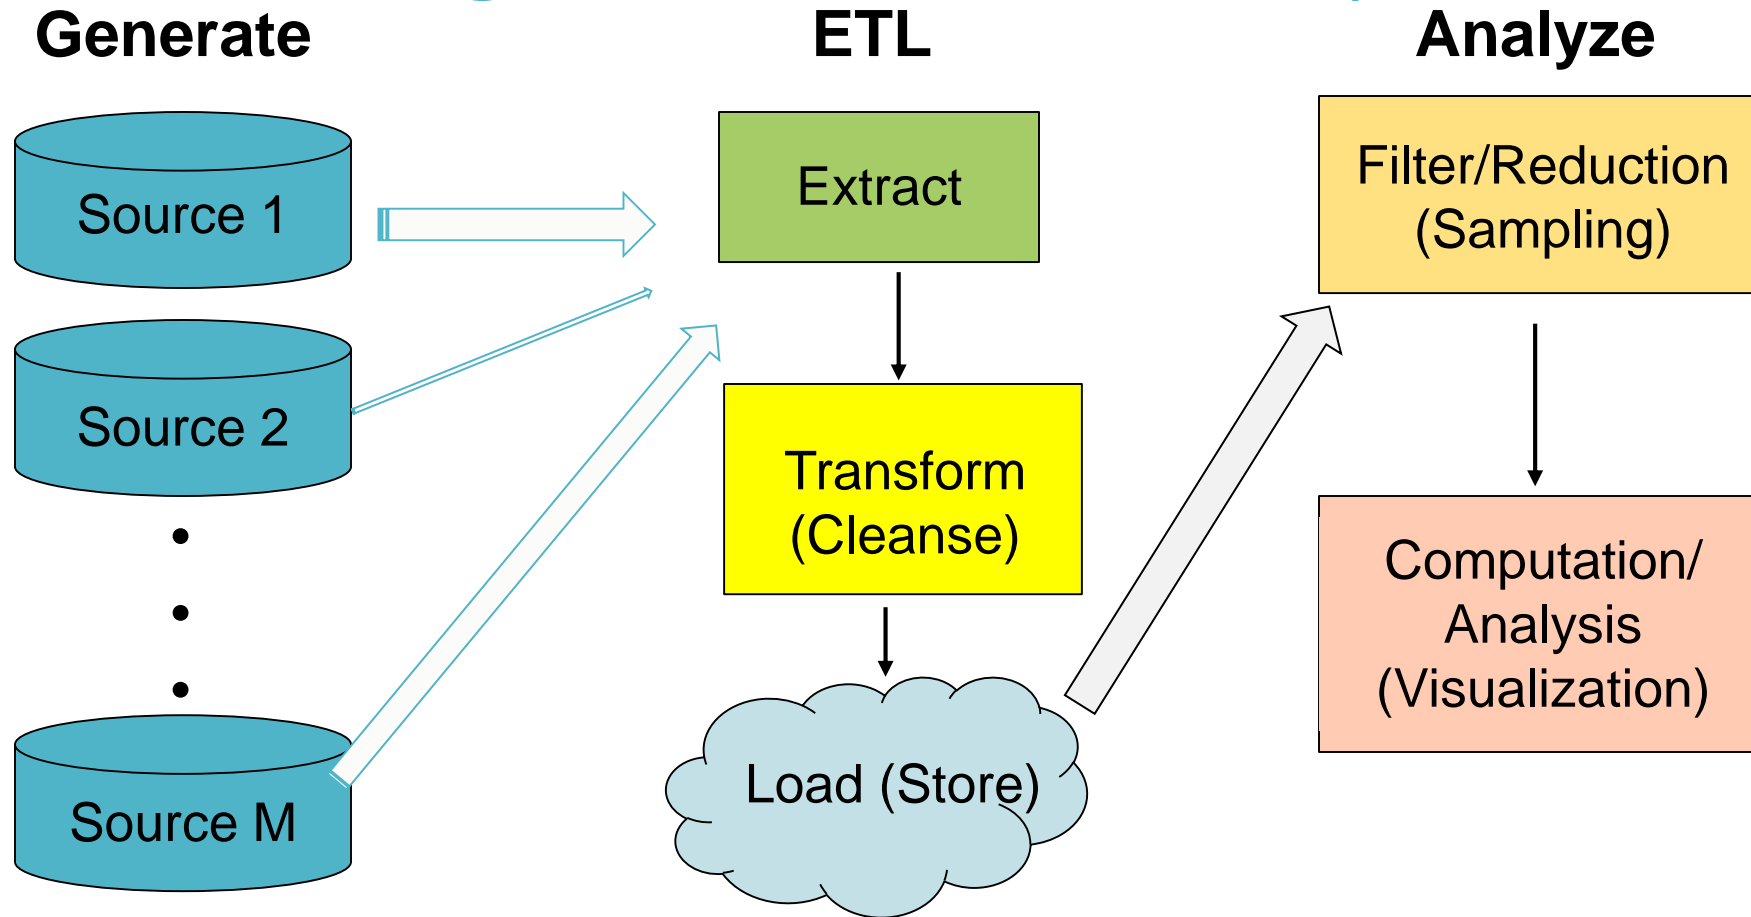 Generate
ETL
Analyze
Source 1
Source 2
•
•
•
Source M
Extract
Transform
(Cleanse)
Load (Store)
Filter/Reduction
(Sampling)
Computation/
Analysis
(Visualization)